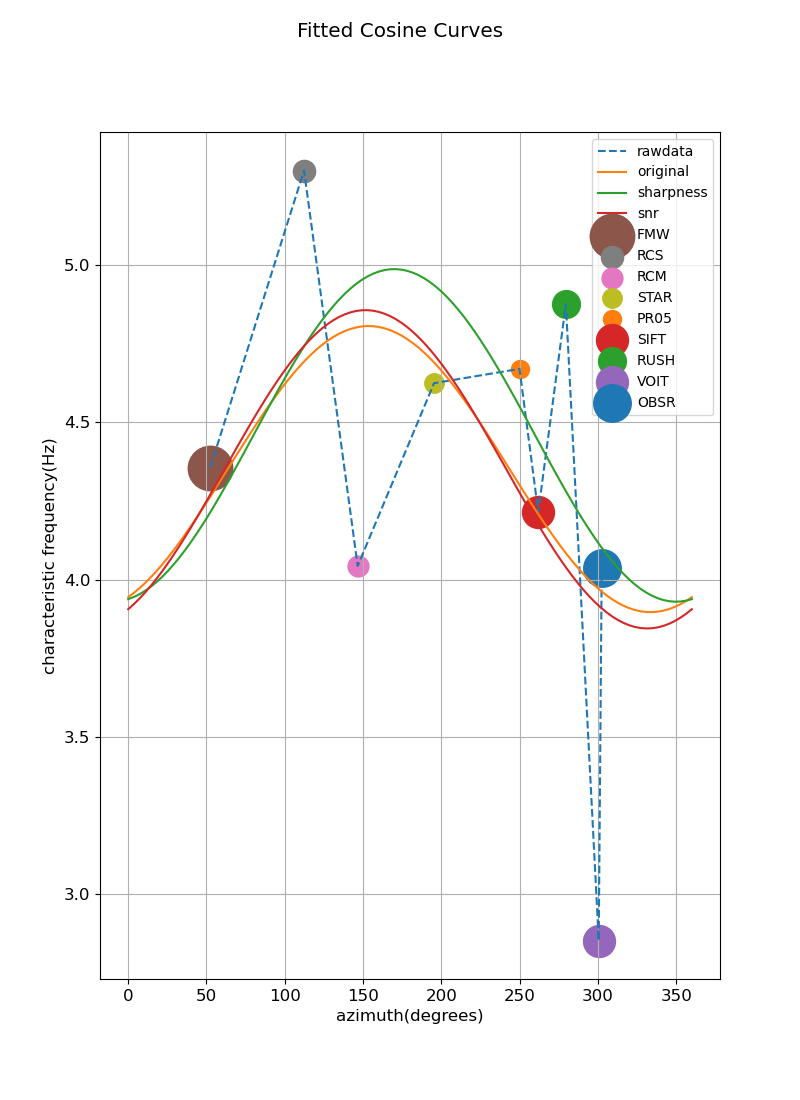 Fitted Cosine Curves
rawdata
original
sharpness
snr
FMW
RCS
RCM
STAR
PR05
SIFT
RUSH
VOIT
OBSR
characteristic frequency(Hz)
5.0
4.5
4.0
3.5
3.0
0 50 100 150 200 250 300 350
azimuth(degrees)